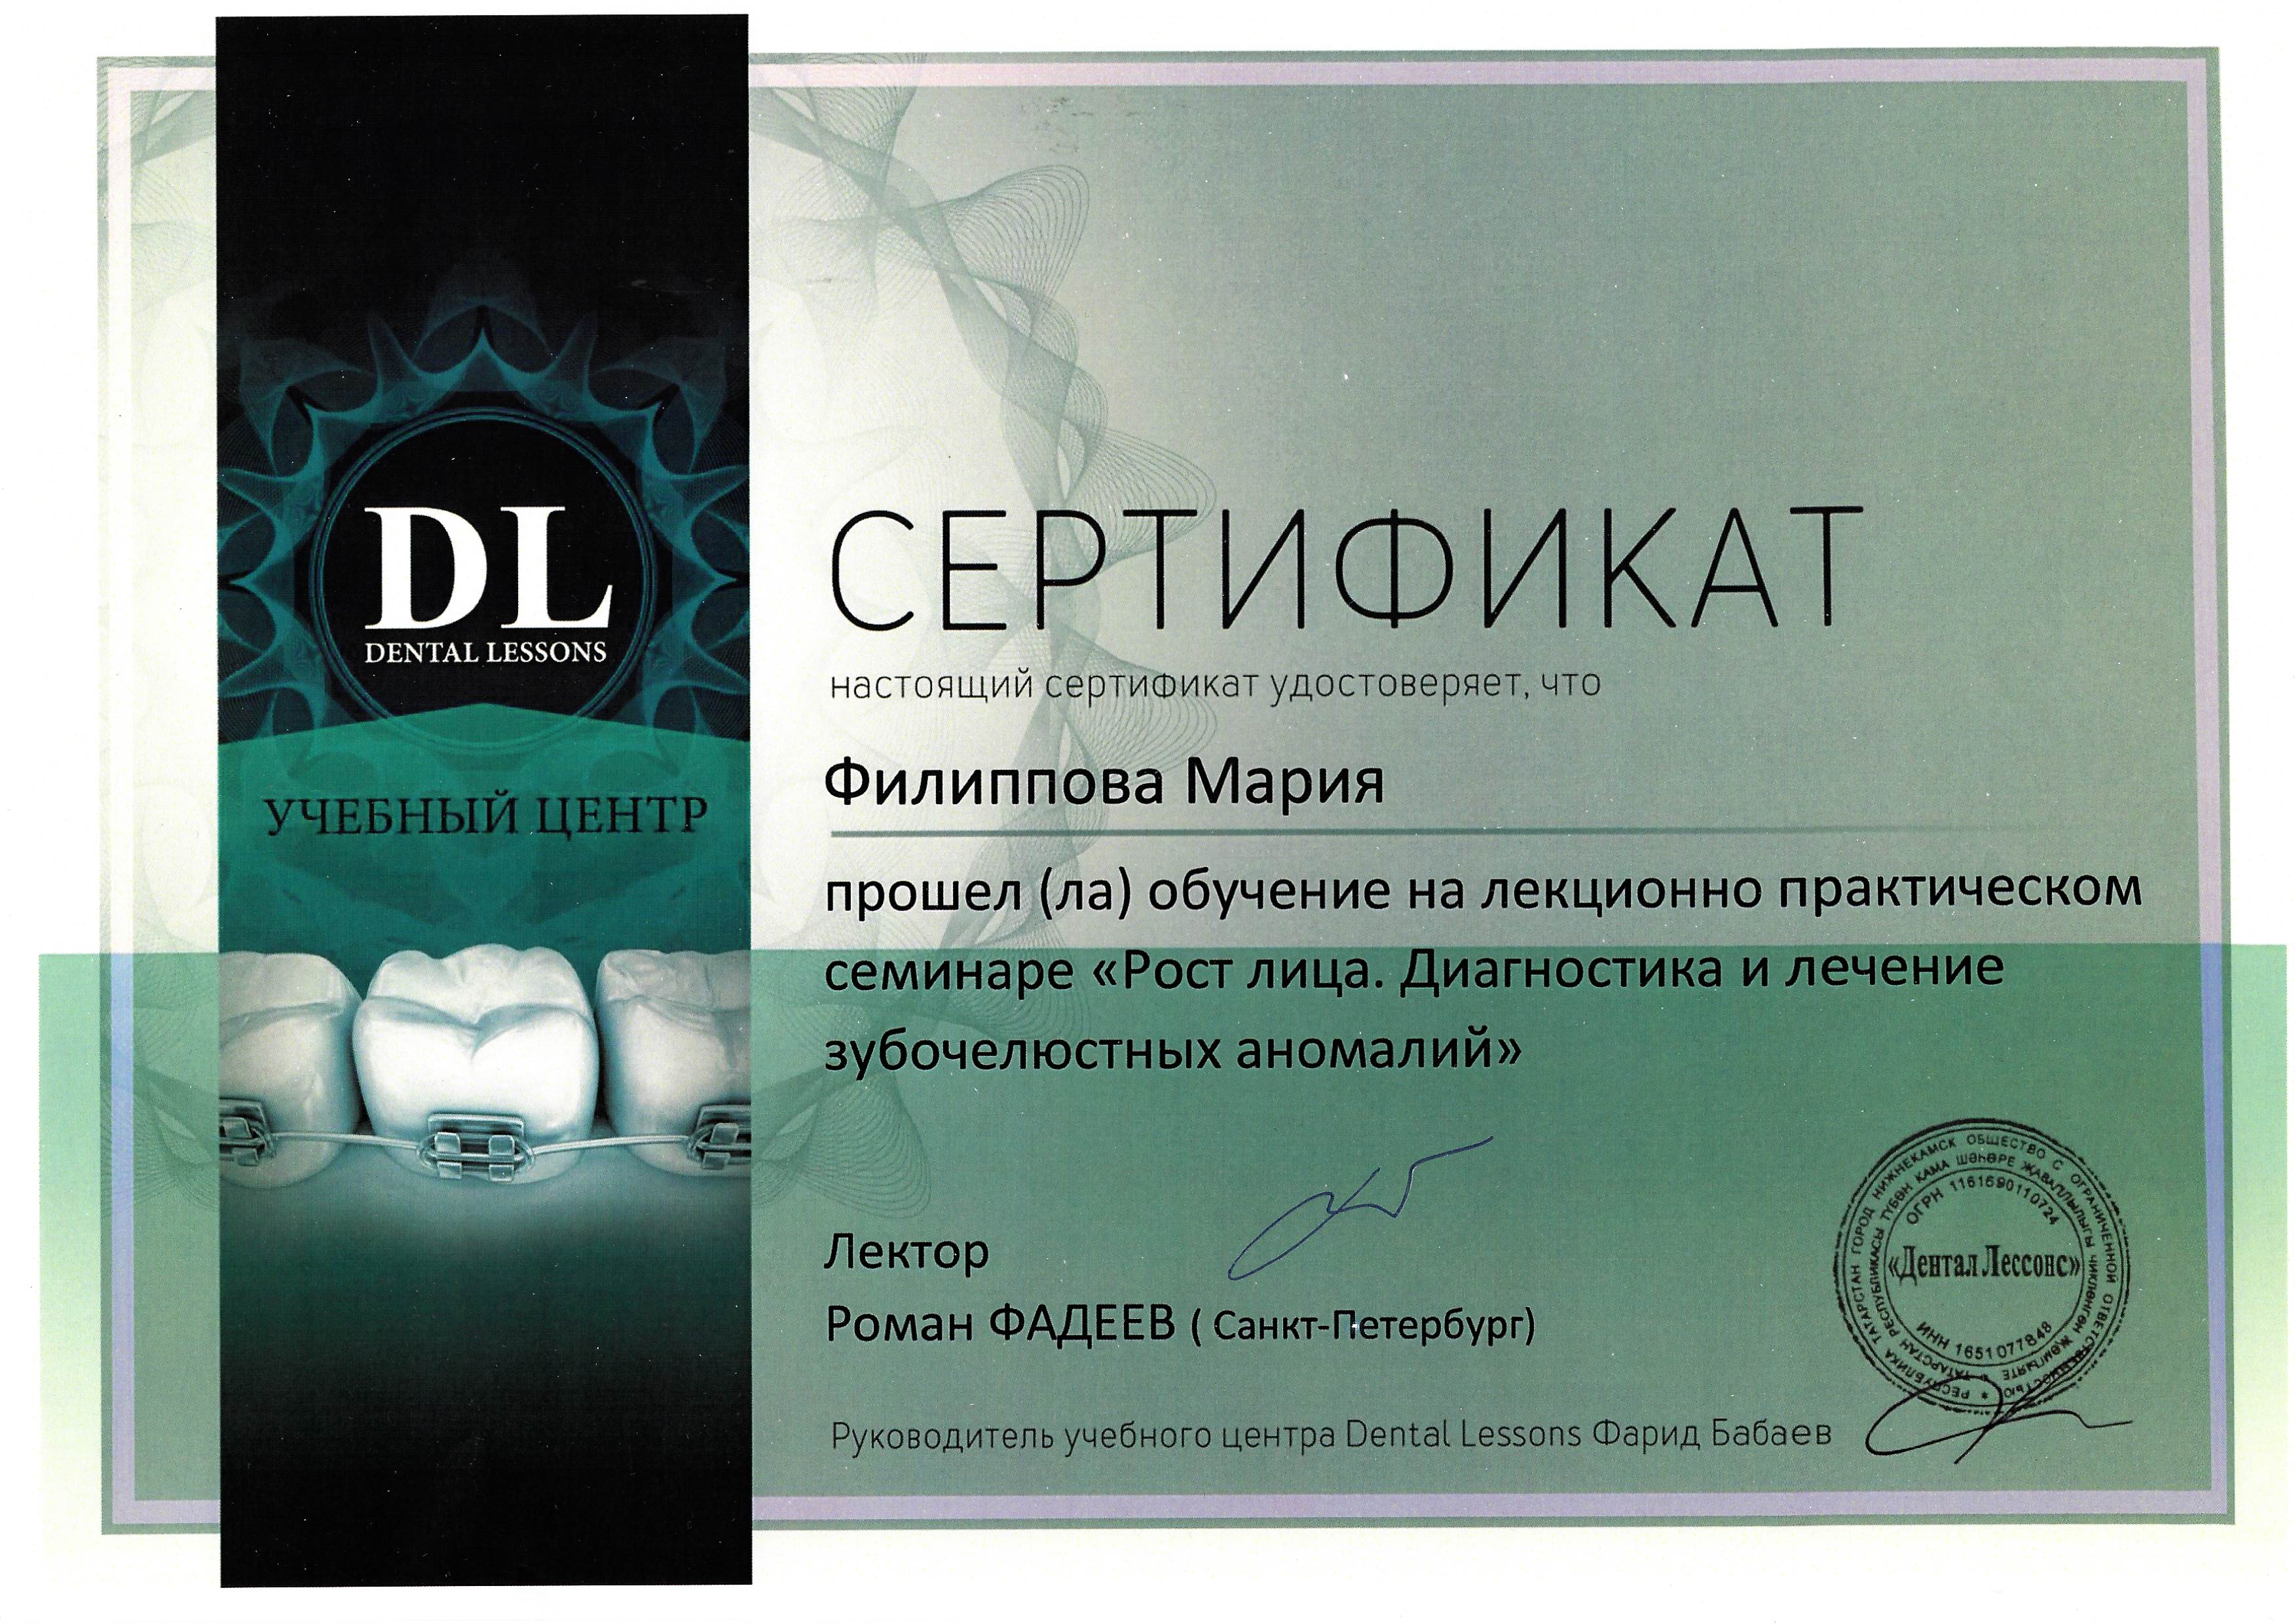 DL
DENTAL LESSONS
УЧЕБНЫЙ ЦЕНТР
СЕРТИФИКАТ
настоящий сертификат удостоверяет, что
Филиппова Мария
прошел (ла) обучение на лекционно практическом
семинаре «Рост лица. Диагностика и лечение
зубочелюстных аномалий»
Лектор
Роман ФАДЕЕВ ( Санкт-Петербург)
Руководитель учебного центра Dental Lessons Фарид Бабаев
РЕСПУБЛИКА ТАТАРСТАН ГОРОД НИЖНЕКАМСК ОБЩЕСТВО С ОГРАНИЧЕННОЙ ОТВЕТСТВЕННОСТЬЮ *
ТАТАРСТАН РЕСПУБЛИКАСЫ ТҮБӘН КАМА ШӘҺӘРЕ ҖАВАПЛЫЛЫГЫ ЧИКЛӘНГӘН ҖӘМГЫЯТЕ *
ОГРН 1161690110724
«Дентал Лессонс»
ИНН 1651077848